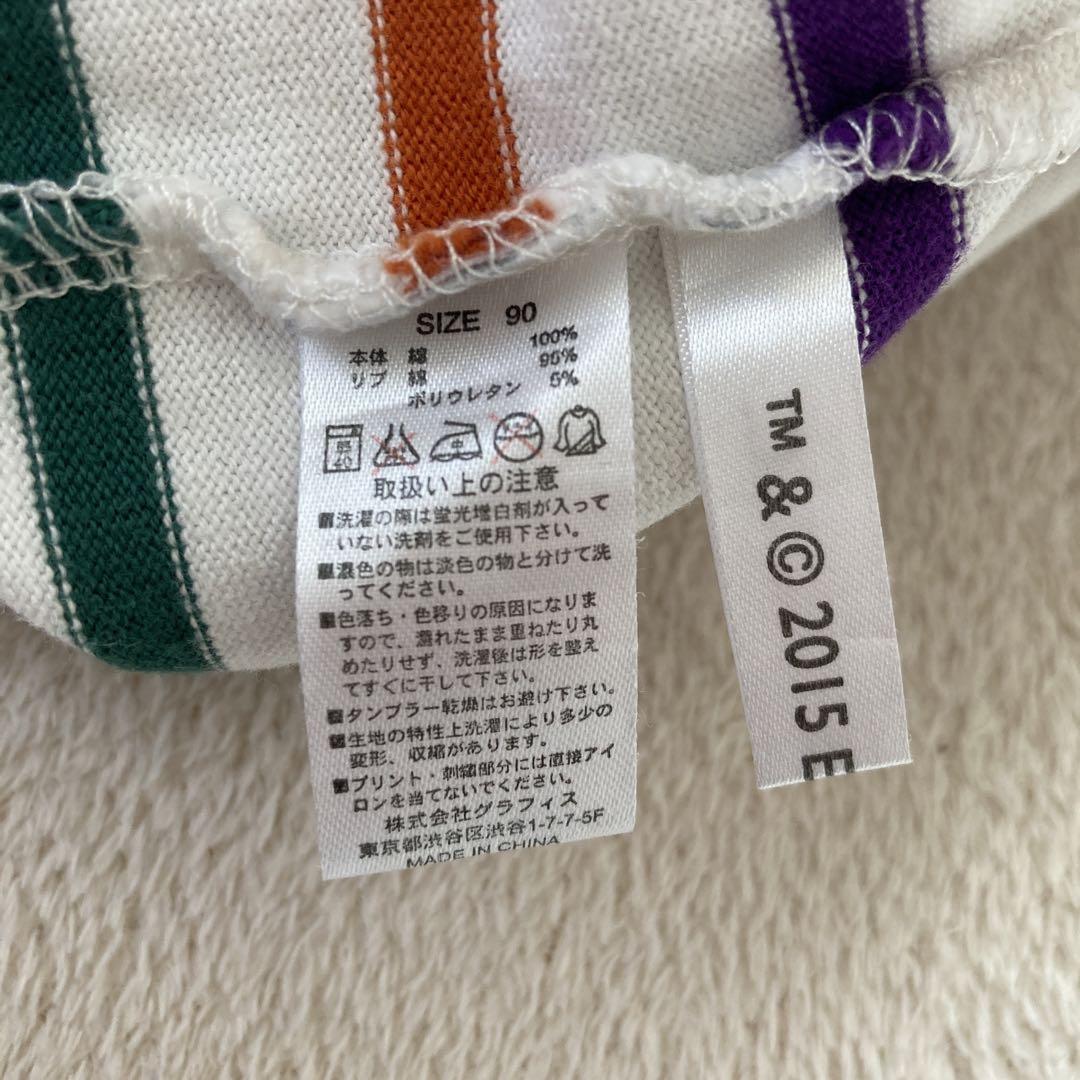 SIZE 90
本体 綿 100%
リブ 綿 95%
ポリウレタン 5%
40
中
取扱い上の注意
■洗濯の際は蛍光増白剤が入って
いない洗剤をご使用下さい。
■濃色の物は淡色の物と分けて洗
ってください。
■色落ち・色移りの原因になりま
すので、濡れたまま重ねたり丸
めたりせず、洗濯後は形を整え
てすぐに干して下さい。
■タンブラー乾燥はお避け下さい。
■生地の特性上洗濯により多少の
変形、収縮があります。
■プリント・刺繍部分には直接アイ
ロンを当てないでください。
株式会社グラフィス
東京都渋谷区渋谷1-7-7-5F
MADE IN CHINA
TM & © 2015 E